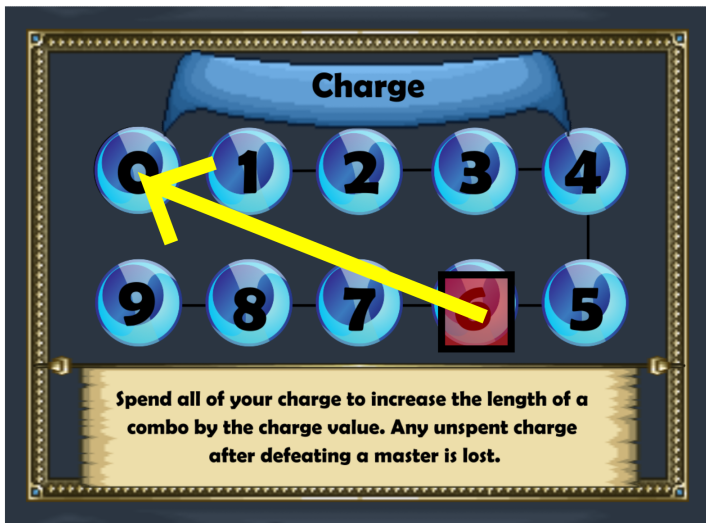 Charge
0 1 2 3 4
9 8 7 6 5
Spend all of your charge to increase the length of a
combo by the charge value. Any unspent charge
after defeating a master is lost.